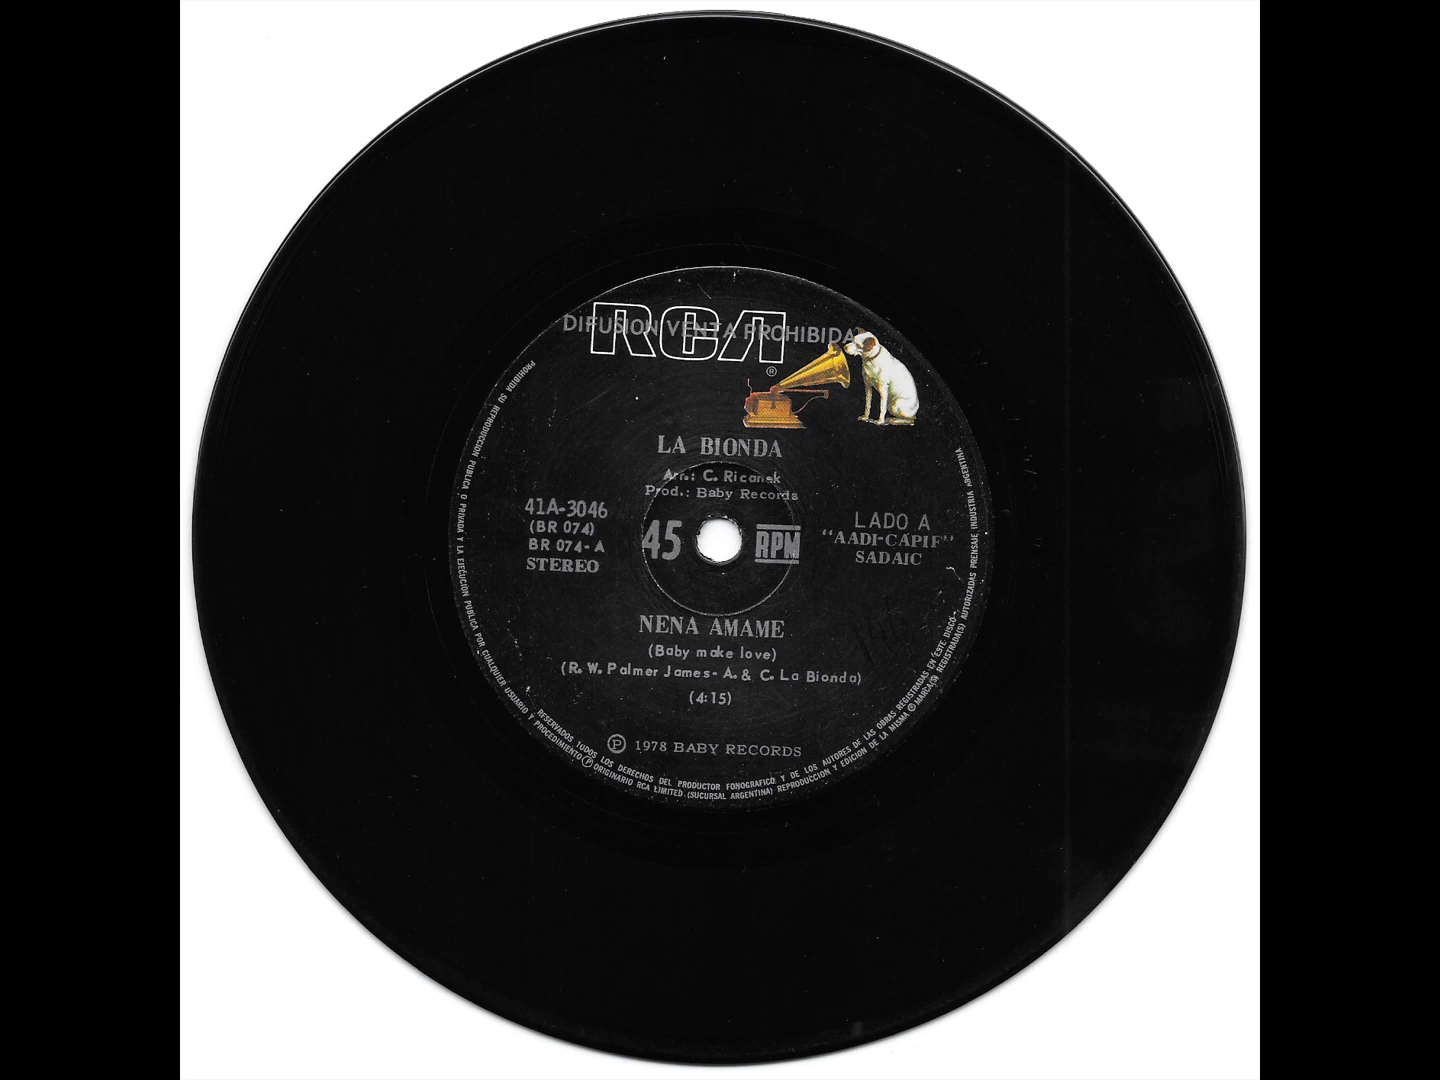 RCA
DIFUSION VENTA PROHIBIDA
®
LA BIONDA
Arr.: C. Ricanek
Prod.: Baby Records
41A-3046
(BR 074)
BR 074-A
STEREO
45
RPM
LADO A
"AADI-CAPIF"
SADAIC
NENA AMAME
(Baby make love)
(R. W. Palmer James- A. & C. La Bionda)
(4:15)
Ⓟ 1978 BABY RECORDS
PROHIBIDA SU REPRODUCCION PUBLICA O PRIVADA Y LA EJECUCION PUBLICA POR CUALQUIER USUARIO Y PROCEDIMIENTO Ⓟ ORIGINARIO RCA LIMITED. (SUCURSAL ARGENTINA) REPRODUCCION Y EDICION DE LA MISMA ® MARCA(S) REGISTRADA(S) AUTORIZADAS PRENSAJE INDUSTRIA ARGENTINA
RESERVADOS TODOS LOS DERECHOS DEL PRODUCTOR FONOGRAFICO Y DE LOS AUTORES DE LAS OBRAS REGISTRADAS EN ESTE DISCO